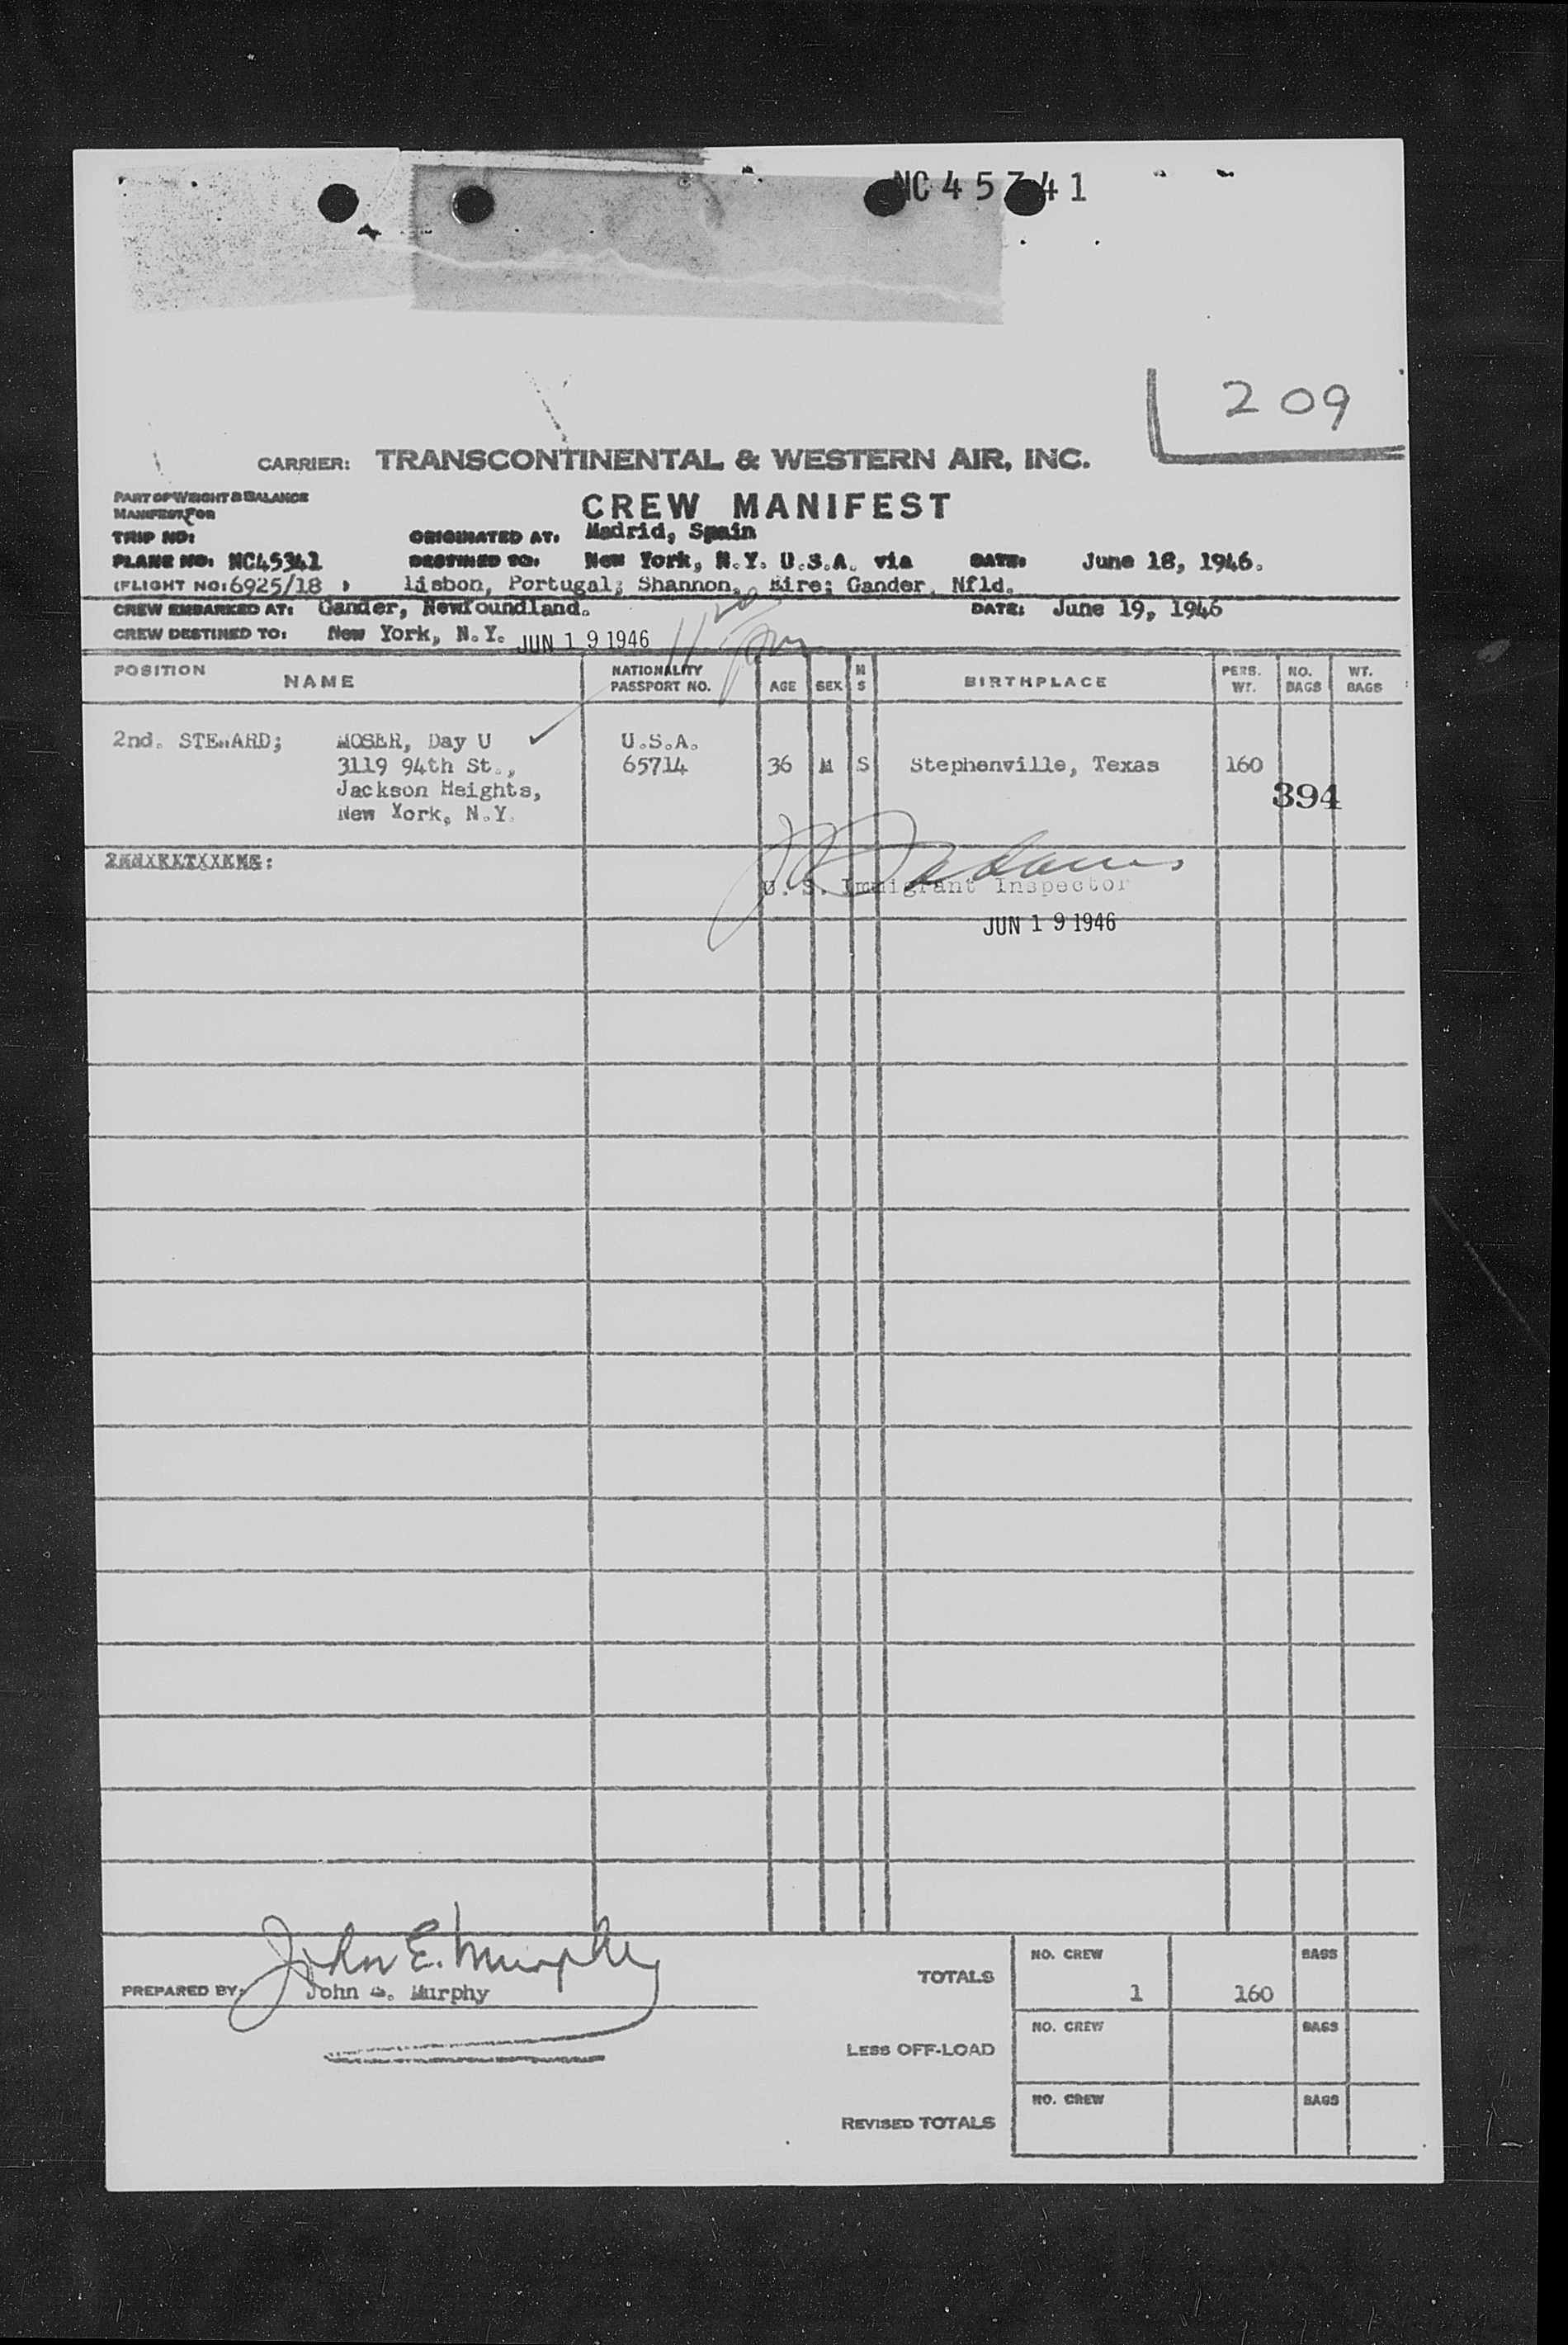 NC 45 41
209
CARRIER: TRANSCONTINENTAL & WESTERN AIR, INC.
PART OF WEIGHT & BALANCE
MANIFEST FOR
CREW MANIFEST
TRIP NO: ORIGINATED AT: Madrid, Spain
PLANE NO: NC45341 DESTINED TO: New York, N.Y. U.S.A. via DATE: June 18, 1946.
(FLIGHT NO: 6925/18 ) Lisbon, Portugal; Shannon, Eire; Gander, Nfld.
CREW EMBARKED AT: Gander, Newfoundland. DATE: June 19, 1946
CREW DESTINED TO: New York, N.Y. JUN 19 1946
POSITION NAME NATIONALITY PASSPORT NO. AGE SEX M S BIRTHPLACE PERS. WT. NO. BAGS WT. BAGS
2nd. STEWARD; MOSER, Day U U.S.A.
3119 94th St., 65714 36 M S Stephenville, Texas 160
Jackson Heights, 394
New York, N.Y.
U. S. Immigrant Inspector
JUN 19 1946
John E. Murphy
PREPARED BY: John E. Murphy
TOTALS NO. CREW 1 160 BAGS
LESS OFF-LOAD NO. CREW BAGS
REVISED TOTALS NO. CREW BAGS